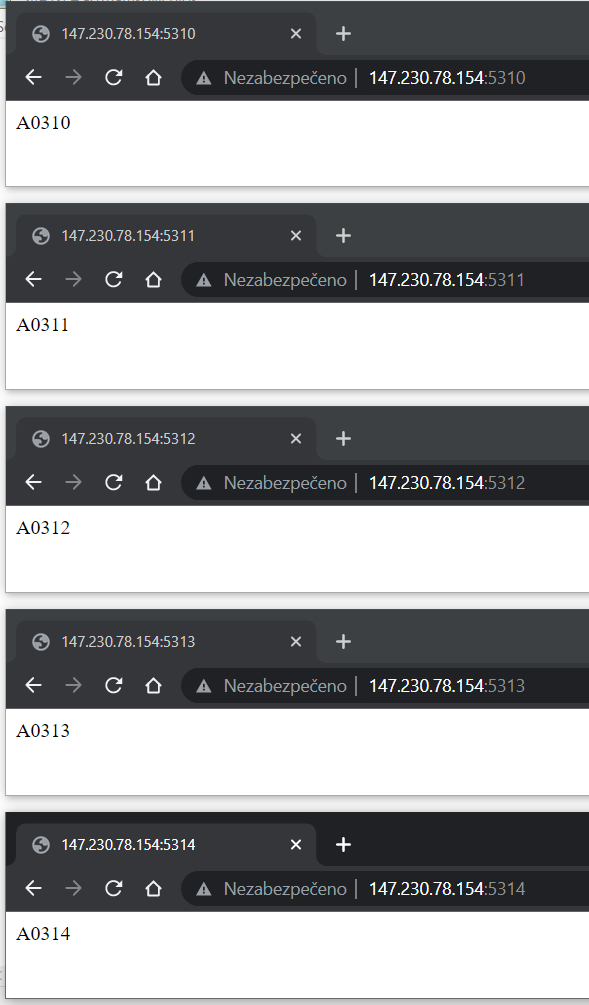 147.230.78.154:5310
Nezabezpečeno | 147.230.78.154:5310
A0310
147.230.78.154:5311
Nezabezpečeno | 147.230.78.154:5311
A0311
147.230.78.154:5312
Nezabezpečeno | 147.230.78.154:5312
A0312
147.230.78.154:5313
Nezabezpečeno | 147.230.78.154:5313
A0313
147.230.78.154:5314
Nezabezpečeno | 147.230.78.154:5314
A0314